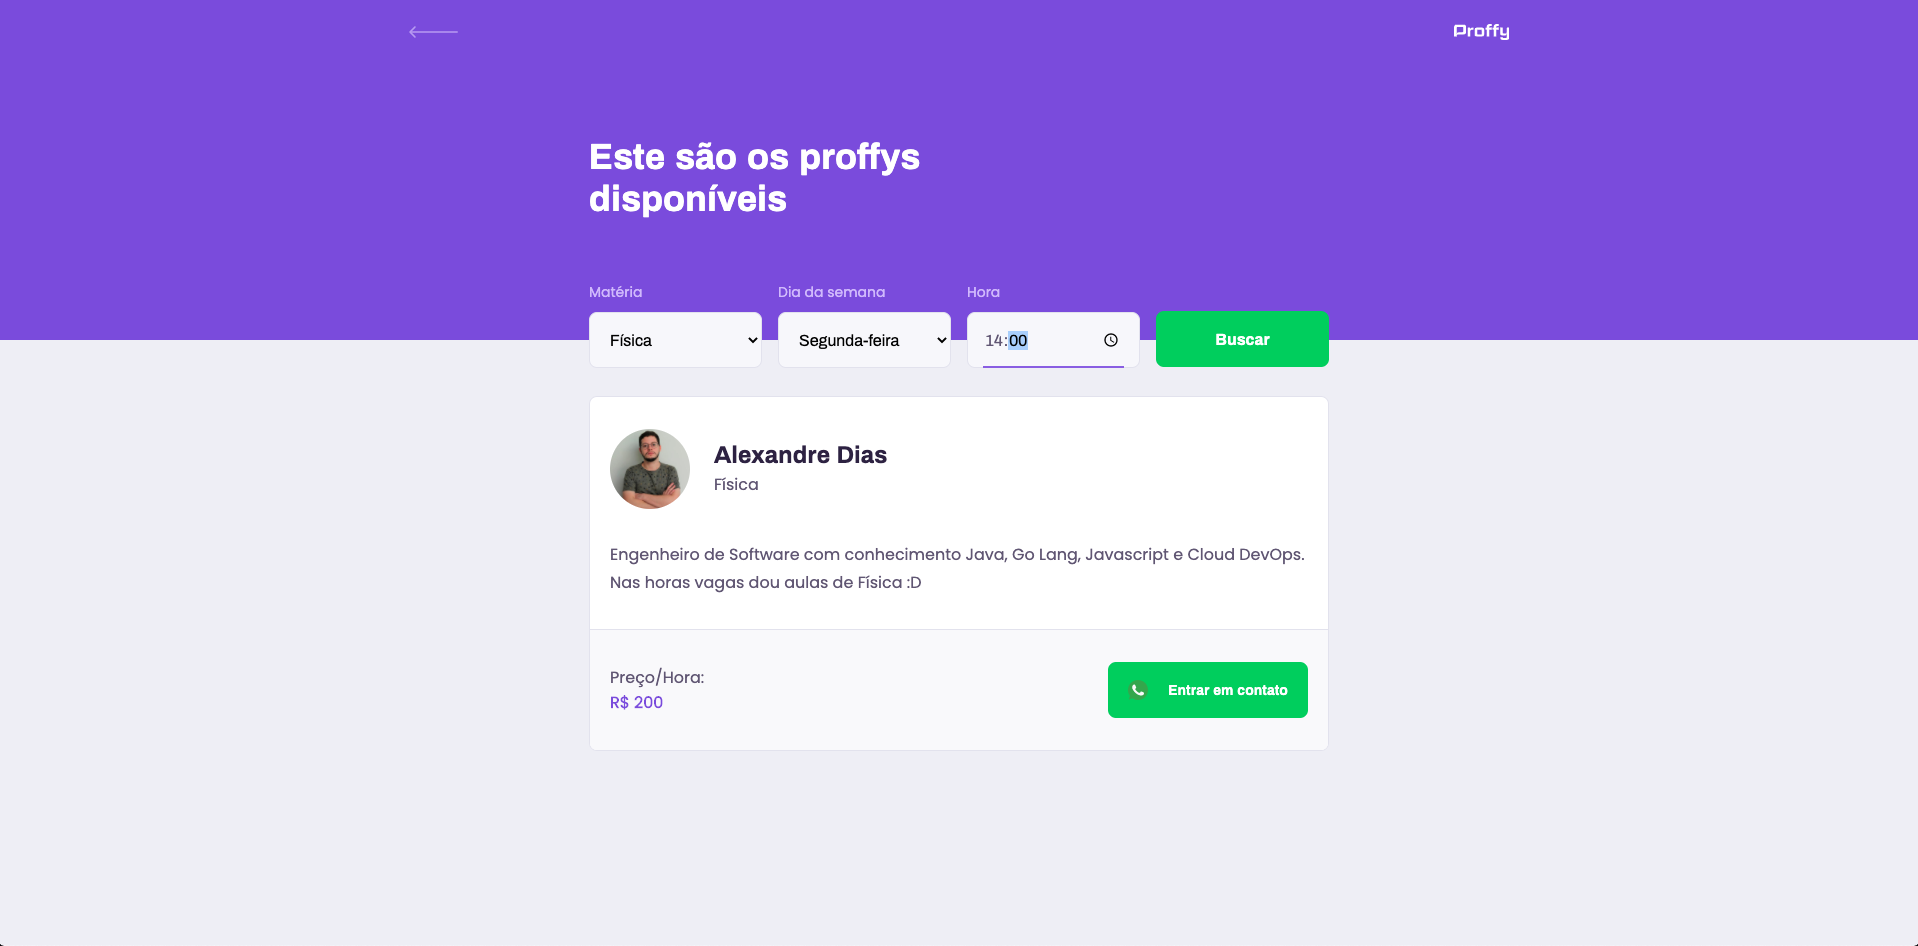 Proffy
Este são os proffys
disponíveis
Matéria
Dia da semana
Hora
Física
Segunda-feira
14:00
Buscar
Alexandre Dias
Física
Engenheiro de Software com conhecimento Java, Go Lang, Javascript e Cloud DevOps.
Nas horas vagas dou aulas de Física :D
Preço/Hora:
R$ 200
Entrar em contato